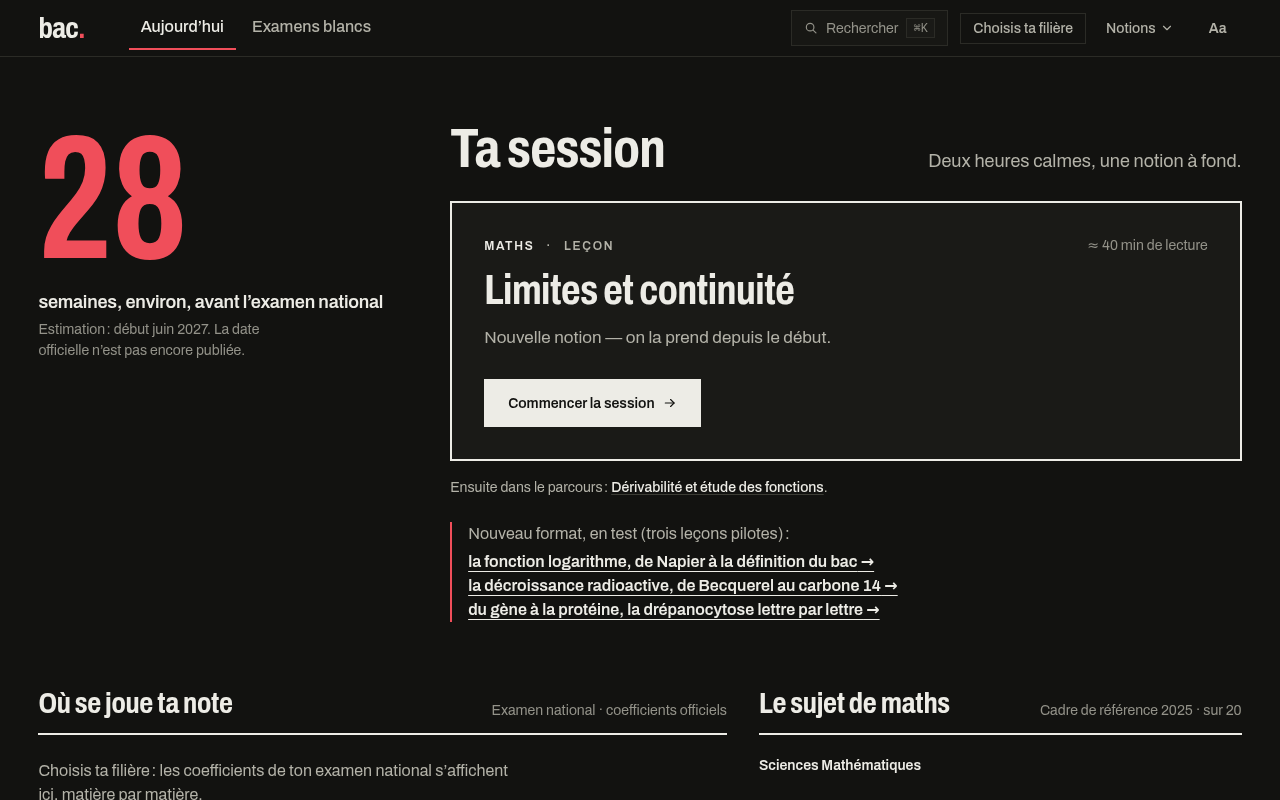 bac.
Aujourd’hui
Examens blancs
Rechercher ⌘K
Choisis ta filière
Notions
Aa
28
semaines, environ, avant l’examen national
Estimation : début juin 2027. La date
officielle n’est pas encore publiée.
Ta session
Deux heures calmes, une notion à fond.
MATHS · LEÇON
≈ 40 min de lecture
Limites et continuité
Nouvelle notion — on la prend depuis le début.
Commencer la session →
Ensuite dans le parcours : Dérivabilité et étude des fonctions.
Nouveau format, en test (trois leçons pilotes) :
la fonction logarithme, de Napier à la définition du bac →
la décroissance radioactive, de Becquerel au carbone 14 →
du gène à la protéine, la drépanocytose lettre par lettre →
Où se joue ta note
Examen national · coefficients officiels
Choisis ta filière : les coefficients de ton examen national s’affichent
ici, matière par matière.
Le sujet de maths
Cadre de référence 2025 · sur 20
Sciences Mathématiques